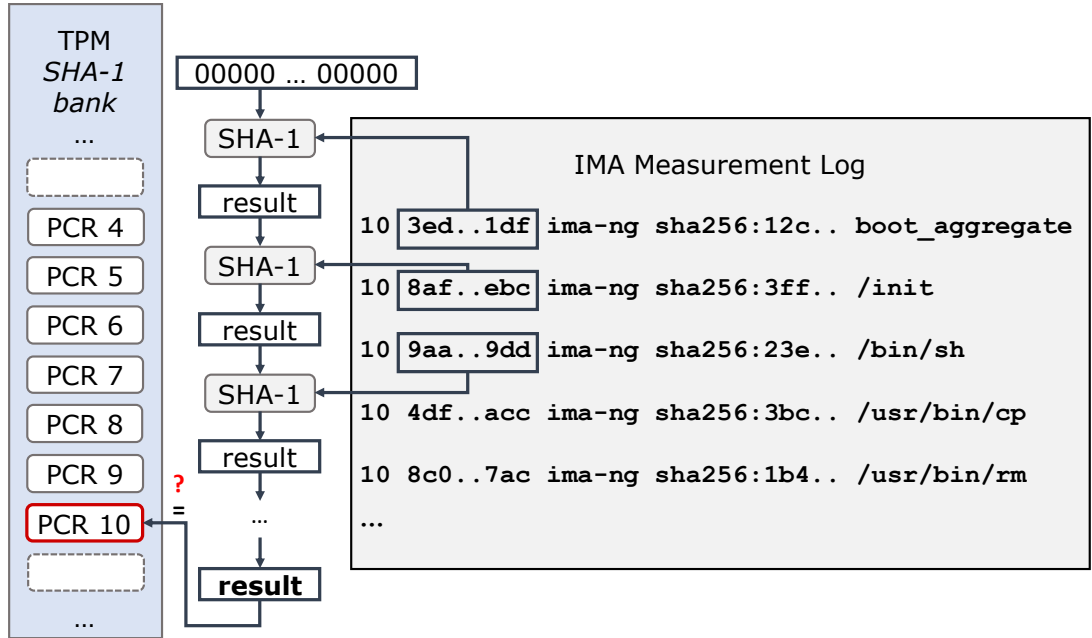 TPM
SHA-1
bank
...
PCR 4
PCR 5
PCR 6
PCR 7
PCR 8
PCR 9
PCR 10
...
00000 ... 00000
SHA-1
result
SHA-1
result
SHA-1
result
...
result
?
=
IMA Measurement Log
10 3ed..1df ima-ng sha256:12c.. boot_aggregate
10 8af..ebc ima-ng sha256:3ff.. /init
10 9aa..9dd ima-ng sha256:23e.. /bin/sh
10 4df..acc ima-ng sha256:3bc.. /usr/bin/cp
10 8c0..7ac ima-ng sha256:1b4.. /usr/bin/rm
...